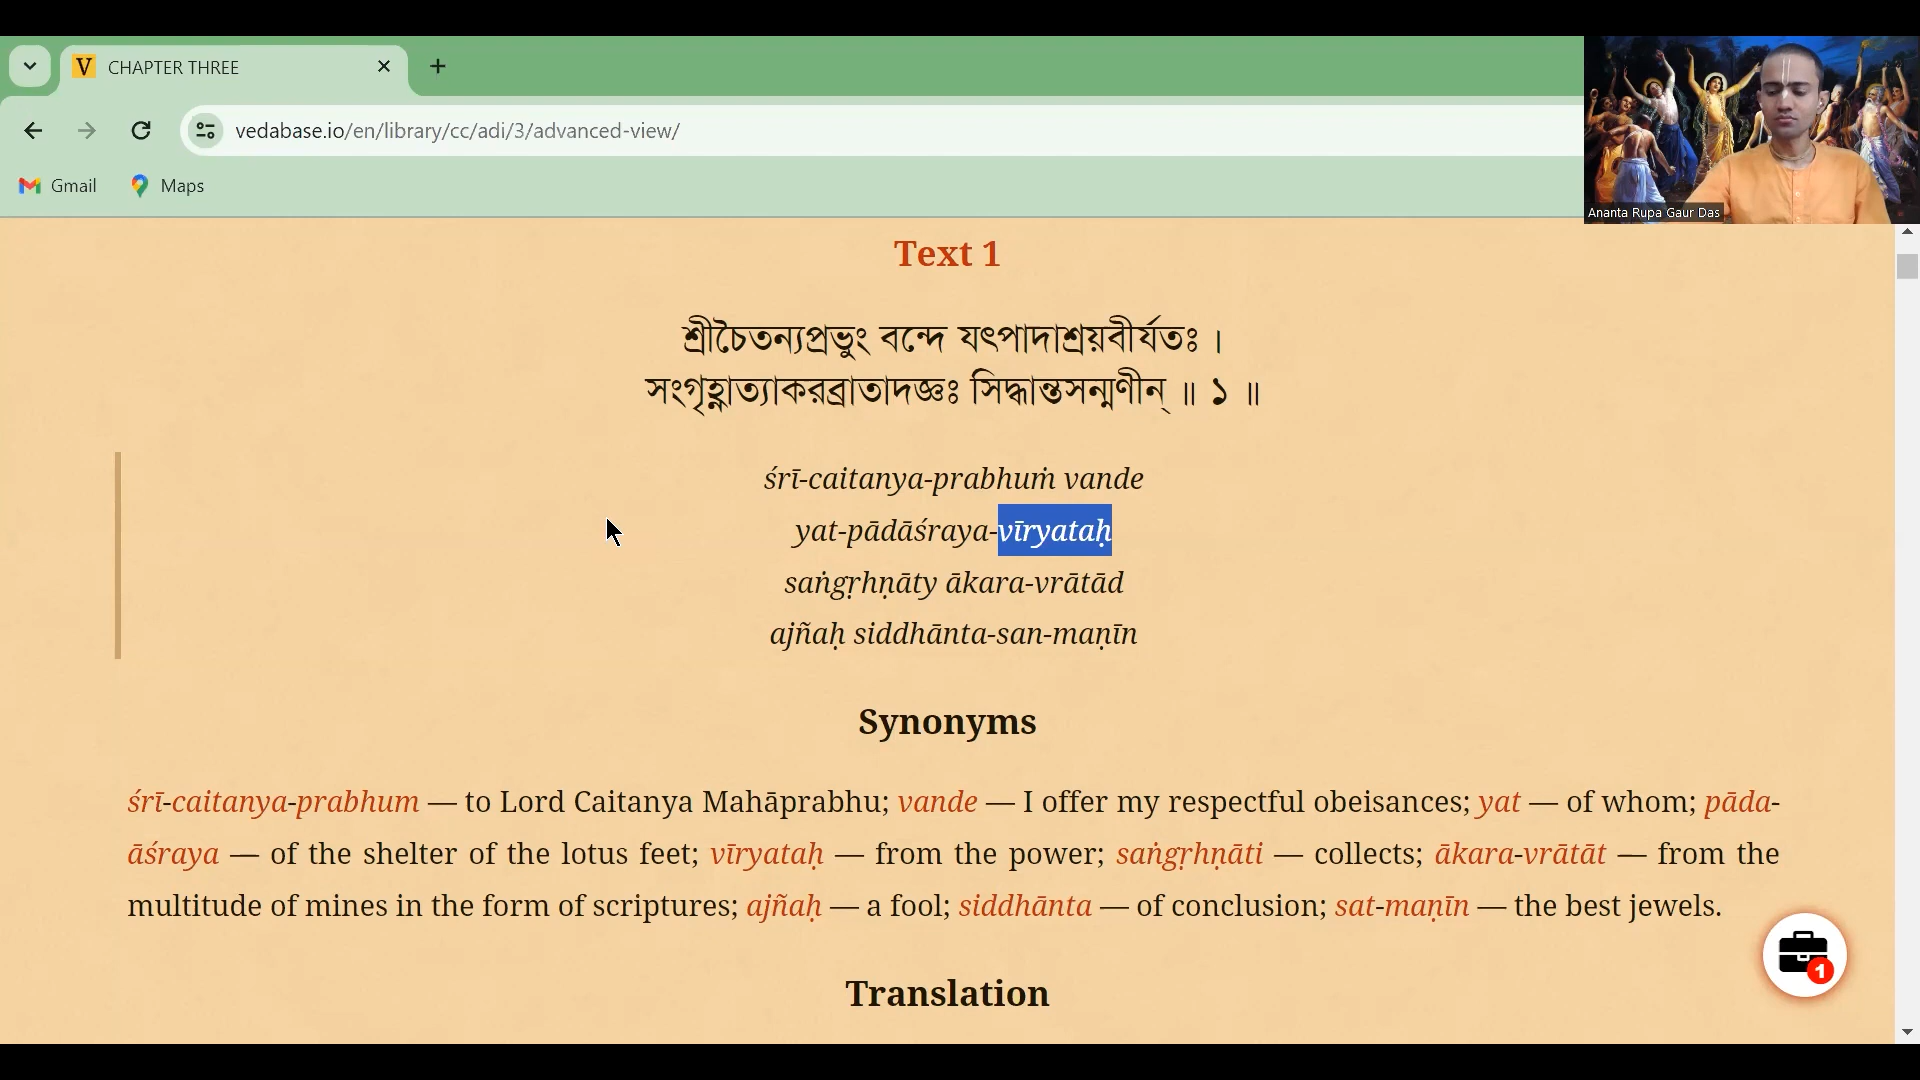 V CHAPTER THREE
vedabase.io/en/library/cc/adi/3/advanced-view/
Gmail Maps
Ananta Rupa Gaur Das
Text 1
শ্রীচৈতন্যপ্রভুং বন্দে যৎপাদাশ্রয়বীর্যতঃ ।
সংগৃহ্ণাত্যাকরব্রাতাদজ্ঞঃ সিদ্ধান্তসন্মণীন্ ॥ ১ ॥
śrī-caitanya-prabhuṁ vande
yat-pādāśraya-vīryataḥ
saṅgṛhṇāty ākara-vrātād
ajñaḥ siddhānta-san-maṇīn
Synonyms
śrī-caitanya-prabhum — to Lord Caitanya Mahāprabhu; vande — I offer my respectful obeisances; yat — of whom; pāda-
āśraya — of the shelter of the lotus feet; vīryataḥ — from the power; saṅgṛhṇāti — collects; ākara-vrātāt — from the
multitude of mines in the form of scriptures; ajñaḥ — a fool; siddhānta — of conclusion; sat-maṇīn — the best jewels.
1
Translation